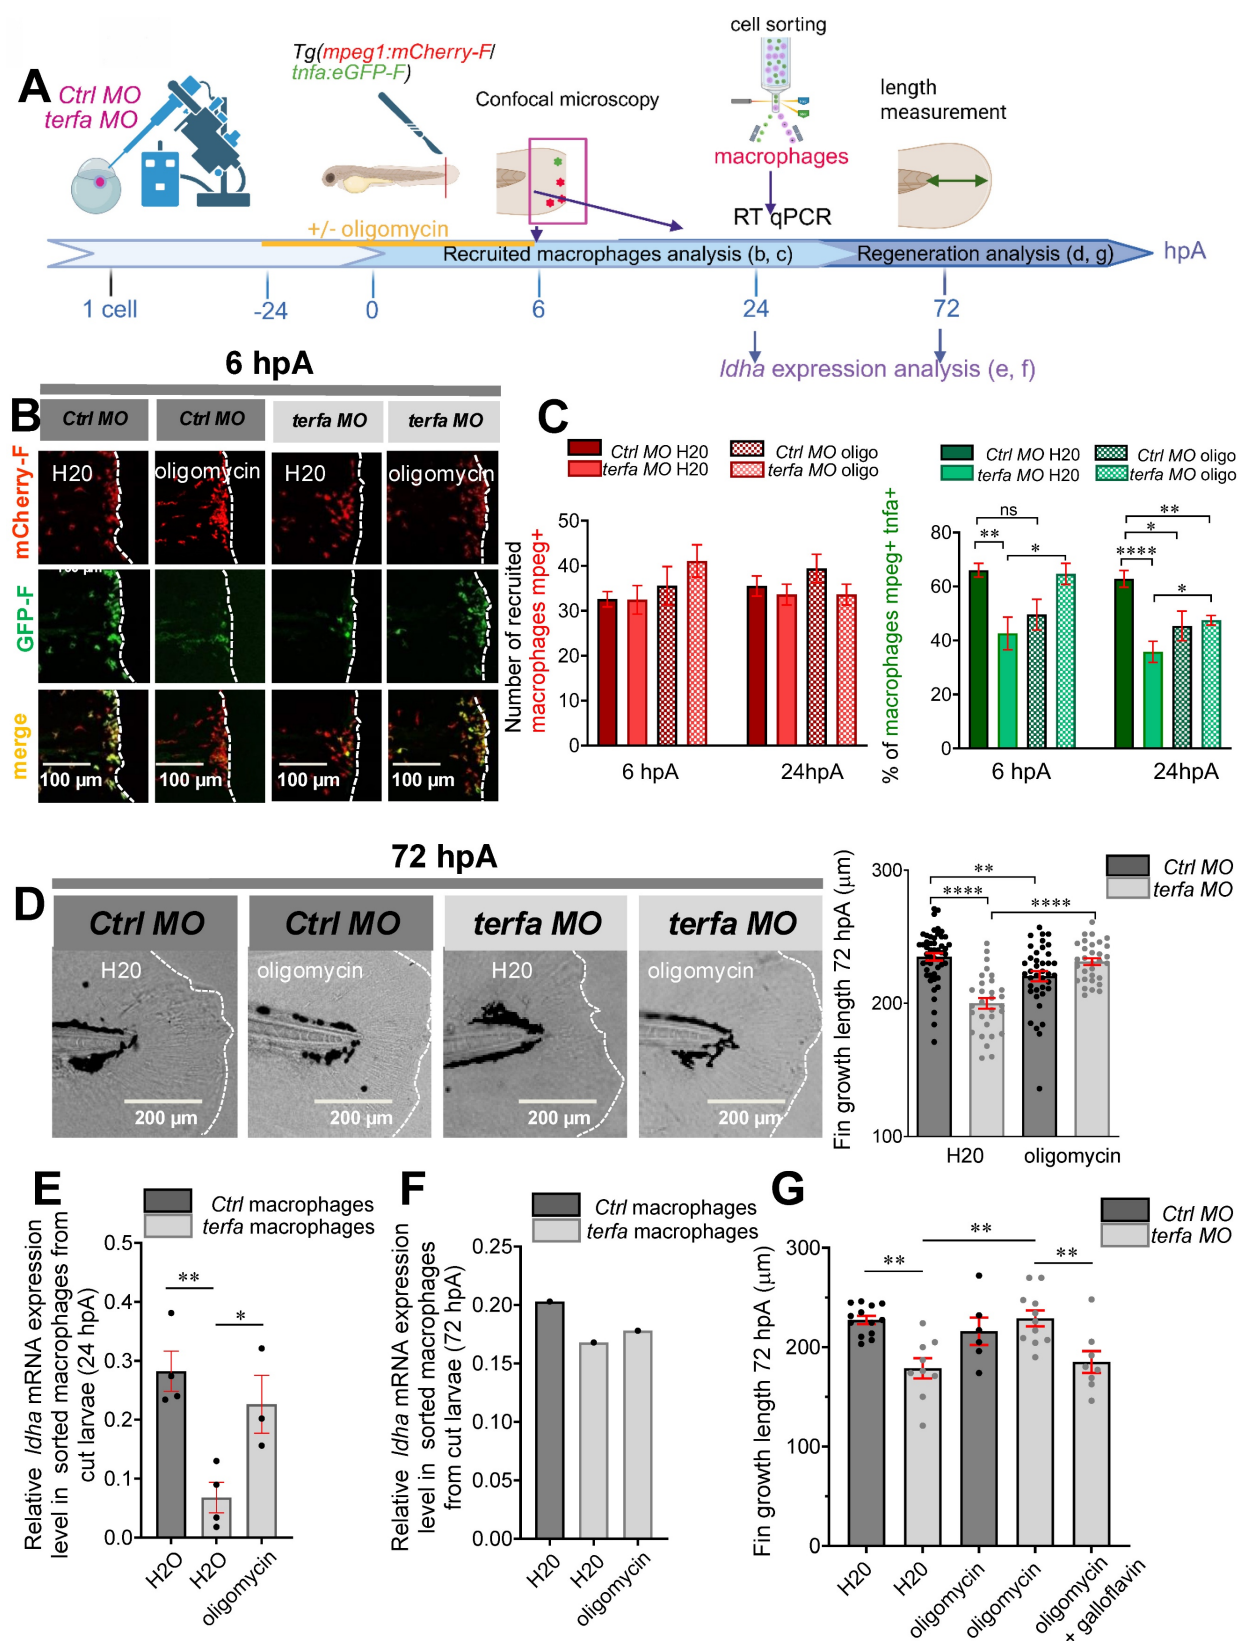 A
Ctrl MO
terfa MO
Tg(mpeg1:mCherry-F/
tnfa:eGFP-F)
Confocal microscopy
cell sorting
macrophages
RT qPCR
length
measurement
+/- oligomycin
Recruited macrophages analysis (b, c)
Regeneration analysis (d, g)
hpA
1 cell
-24
0
6
24
72
ldha expression analysis (e, f)
6 hpA
B
Ctrl MO
Ctrl MO
terfa MO
terfa MO
mCherry-F
H20
oligomycin
H20
oligomycin
GFP-F
merge
100 µm
100 µm
100 µm
100 µm
C
Ctrl MO H20
Ctrl MO oligo
terfa MO H20
terfa MO oligo
Number of recruited
macrophages mpeg+
50
40
30
20
10
0
6 hpA
24hpA
Ctrl MO H20
Ctrl MO oligo
terfa MO H20
terfa MO oligo
% of macrophages mpeg+ tnfa+
80
60
40
20
0
ns
**
*
**
*
****
*
6 hpA
24hpA
72 hpA
D
Ctrl MO
Ctrl MO
terfa MO
terfa MO
H20
oligomycin
H20
oligomycin
200 µm
200 µm
200 µm
200 µm
Fin growth length 72 hpA (µm)
300
200
100
**
****
****
Ctrl MO
terfa MO
H20
oligomycin
E
Ctrl macrophages
terfa macrophages
Relative ldha mRNA expression
level in sorted macrophages from
cut larvae (24 hpA)
0.5
0.4
0.3
0.2
0.1
0.0
**
*
H2O
H2O
oligomycin
F
Ctrl macrophages
terfa macrophages
Relative ldha mRNA expression
level in sorted macrophages
from cut larvae (72 hpA)
0.25
0.20
0.15
0.10
0.05
0.00
H20
H20
oligomycin
G
Ctrl MO
terfa MO
Fin growth length 72 hpA (µm)
300
200
100
0
**
**
**
H20
H20
oligomycin
oligomycin
oligomycin
+ galloflavin